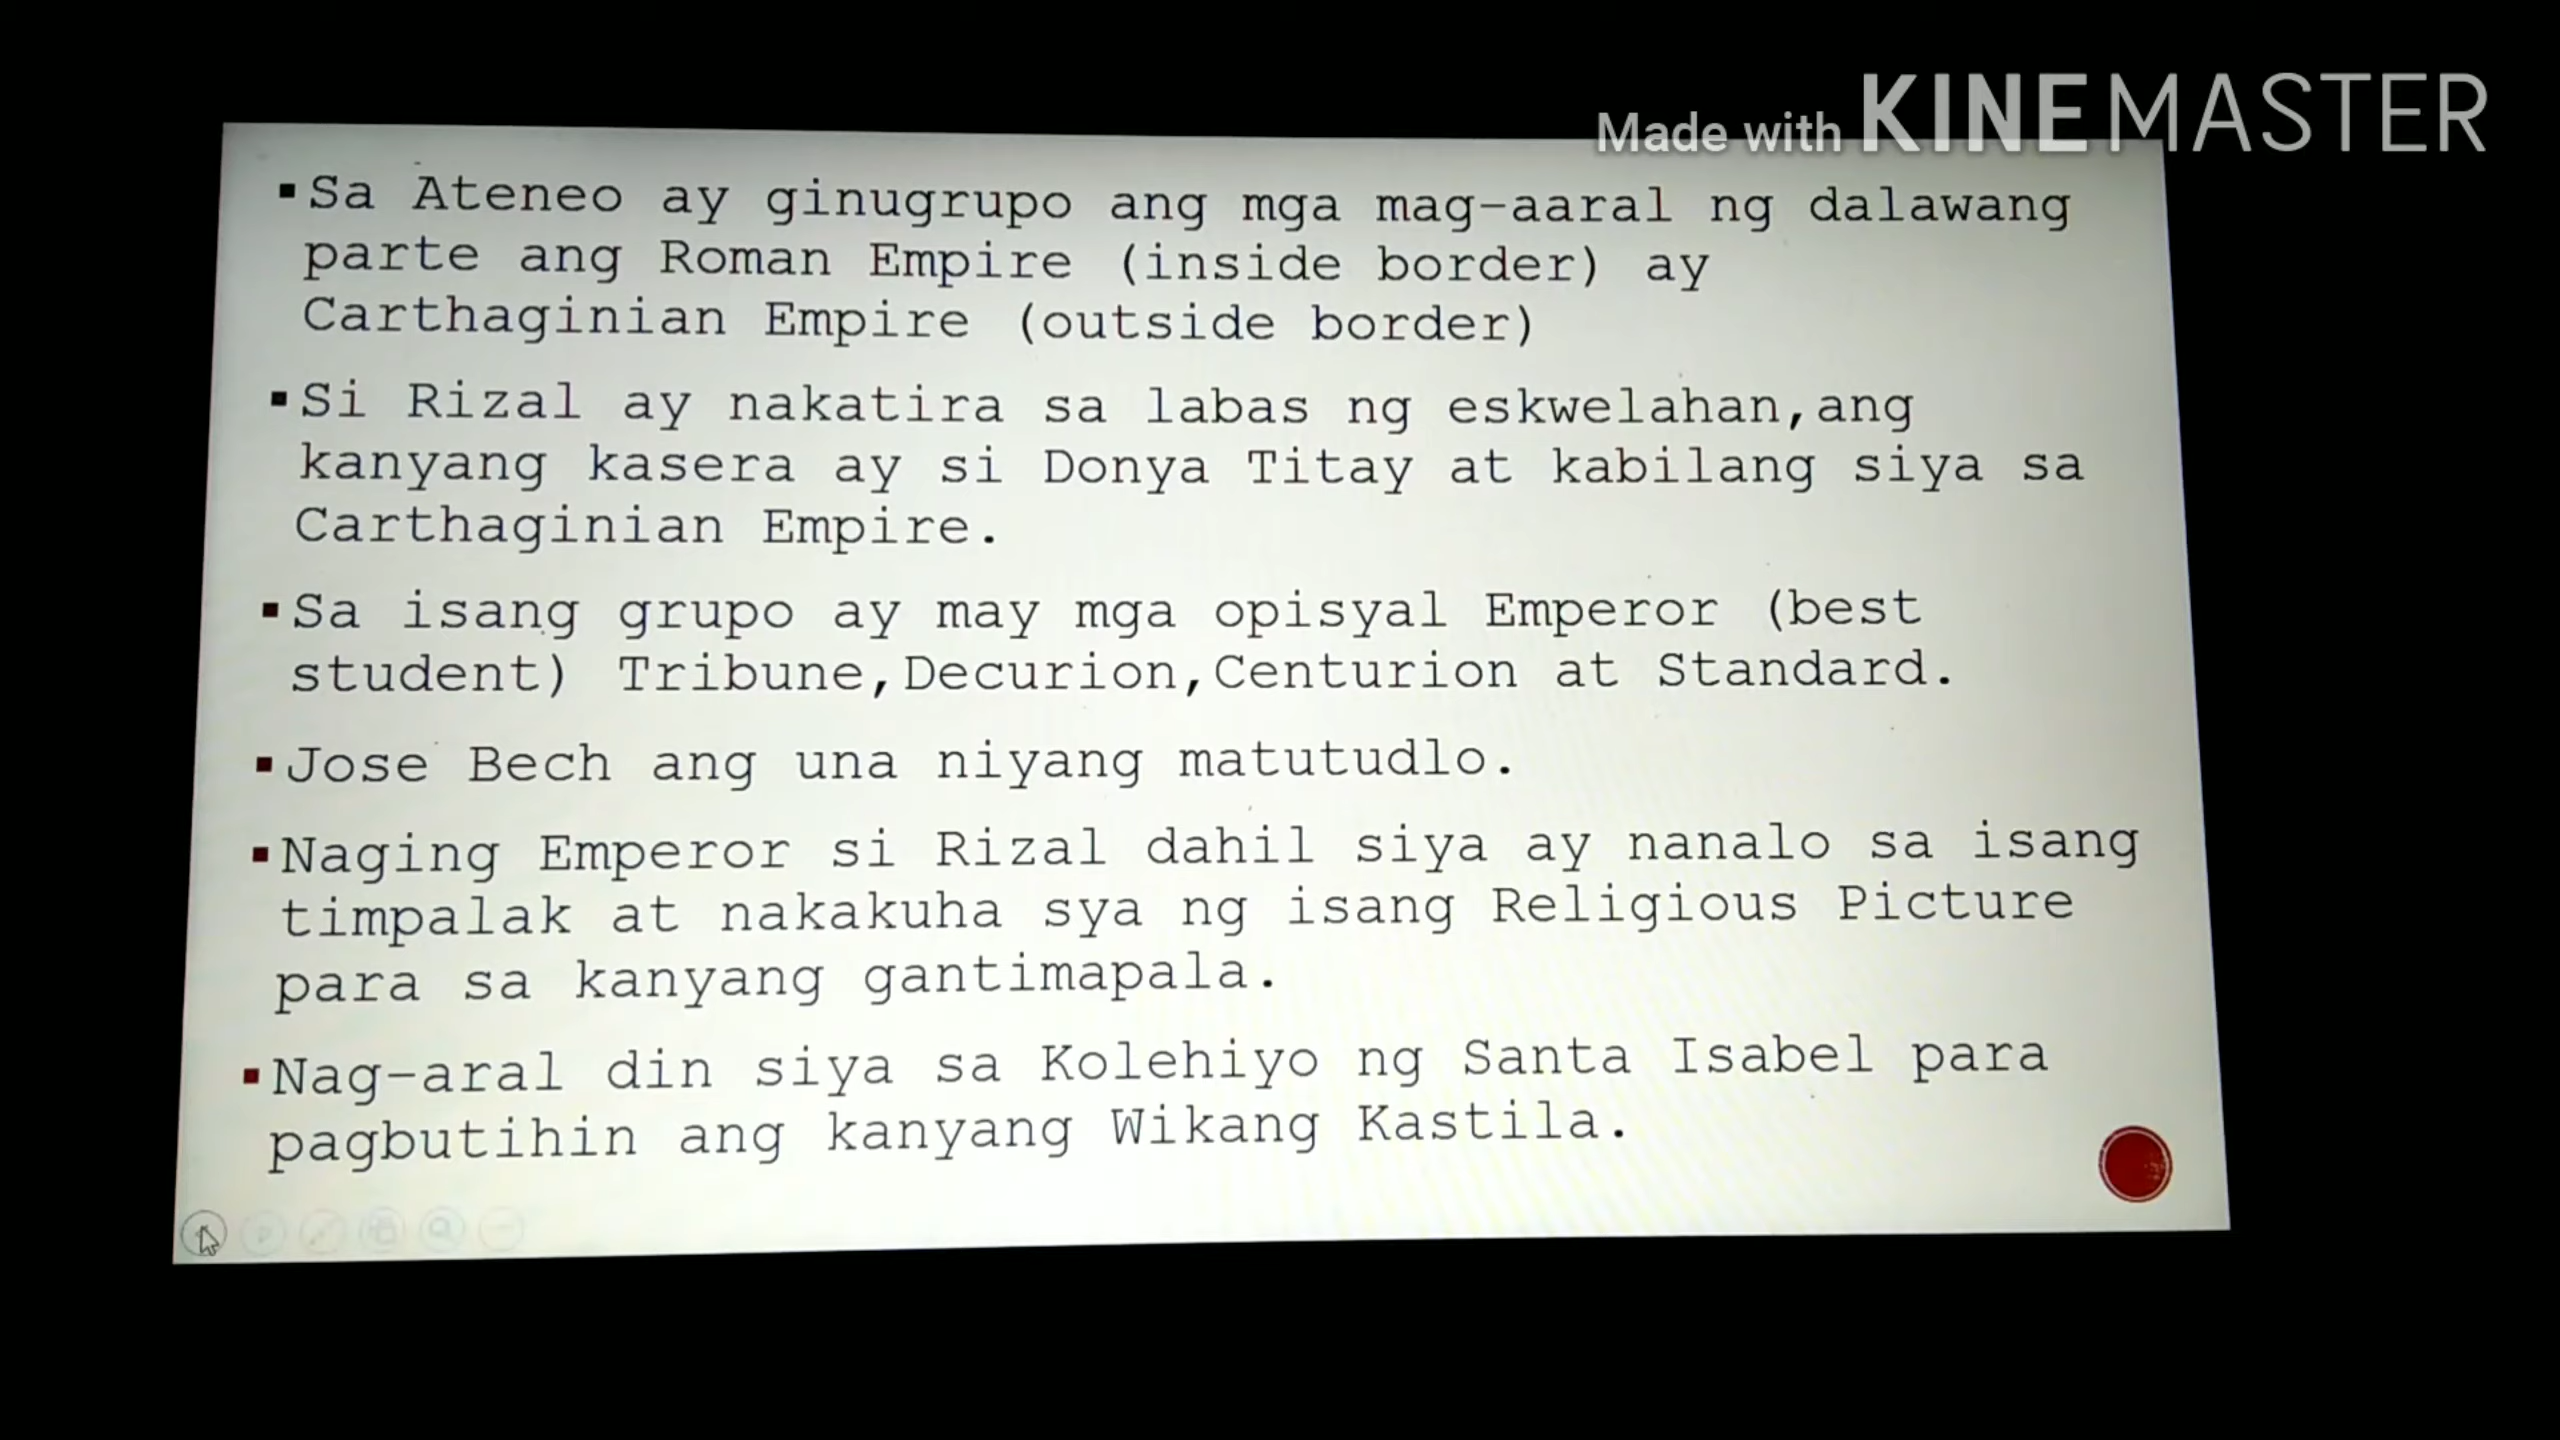 Made with KINEMASTER
▪Sa Ateneo ay ginugrupo ang mga mag-aaral ng dalawang
parte ang Roman Empire (inside border) ay
Carthaginian Empire (outside border)
▪Si Rizal ay nakatira sa labas ng eskwelahan,ang
kanyang kasera ay si Donya Titay at kabilang siya sa
Carthaginian Empire.
▪Sa isang grupo ay may mga opisyal Emperor (best
student) Tribune,Decurion,Centurion at Standard.
▪Jose Bech ang una niyang matutudlo.
▪Naging Emperor si Rizal dahil siya ay nanalo sa isang
timpalak at nakakuha sya ng isang Religious Picture
para sa kanyang gantimapala.
▪Nag-aral din siya sa Kolehiyo ng Santa Isabel para
pagbutihin ang kanyang Wikang Kastila.